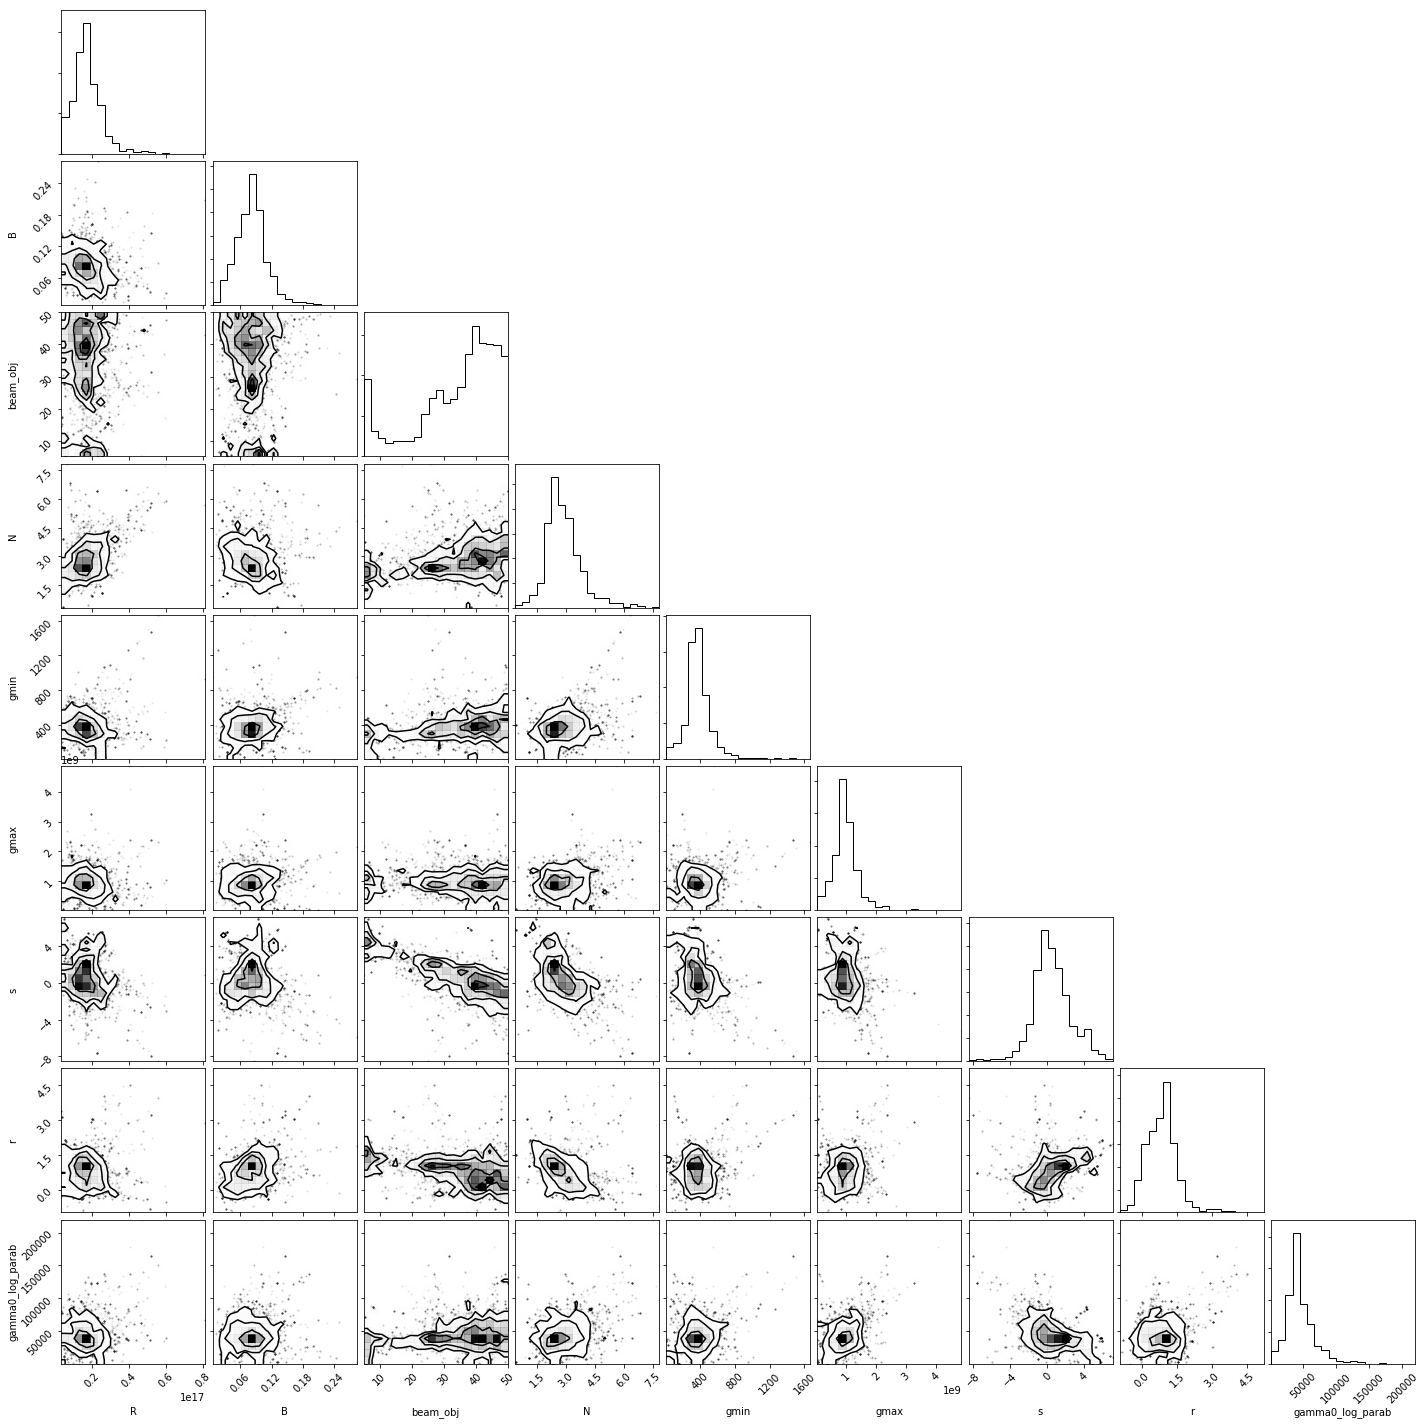 B
0.24
0.18
0.12
0.06
beam_obj
50
40
30
20
10
N
7.5
6.0
4.5
3.0
1.5
gmin
1600
1200
800
400
1e9
gmax
4
3
2
1
s
4
0
−4
−8
r
4.5
3.0
1.5
0.0
gamma0_log_parab
200000
150000
100000
50000
0.2 0.4 0.6 0.8 0.06 0.12 0.18 0.24 10 20 30 40 50 1.5 3.0 4.5 6.0 7.5 400 800 1200 1600 1 2 3 4 −8 −4 0 4 0.0 1.5 3.0 4.5 50000 100000 150000 200000
1e17 1e9
R B beam_obj N gmin gmax s r gamma0_log_parab